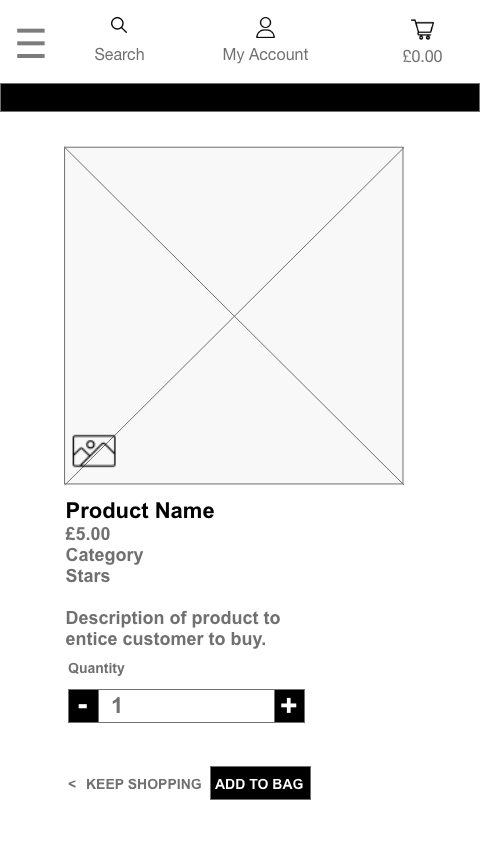 Search
My Account
£0.00
Product Name
£5.00
Category
Stars
Description of product to
entice customer to buy.
Quantity
- 1 +
< KEEP SHOPPING ADD TO BAG